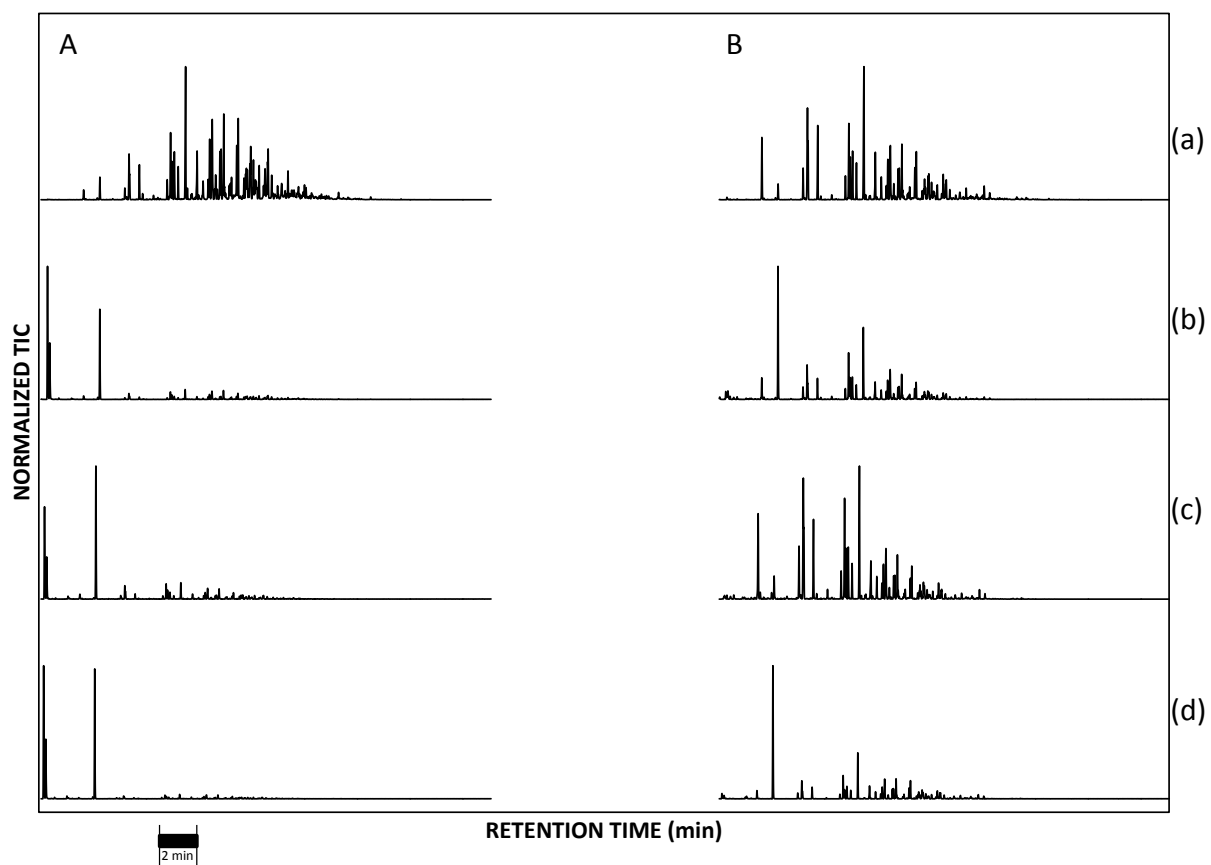 A
B
(a)
(b)
(c)
(d)
NORMALIZED TIC
RETENTION TIME (min)
2 min